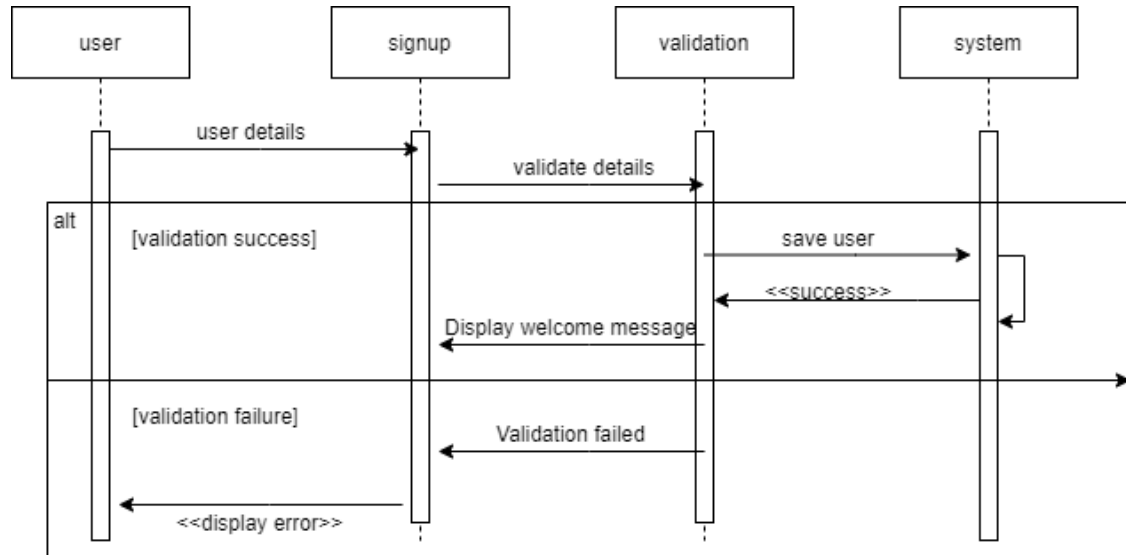 user
signup
validation
system
user details
validate details
alt
[validation success]
save user
<<success>>
Display welcome message
[validation failure]
Validation failed
<<display error>>